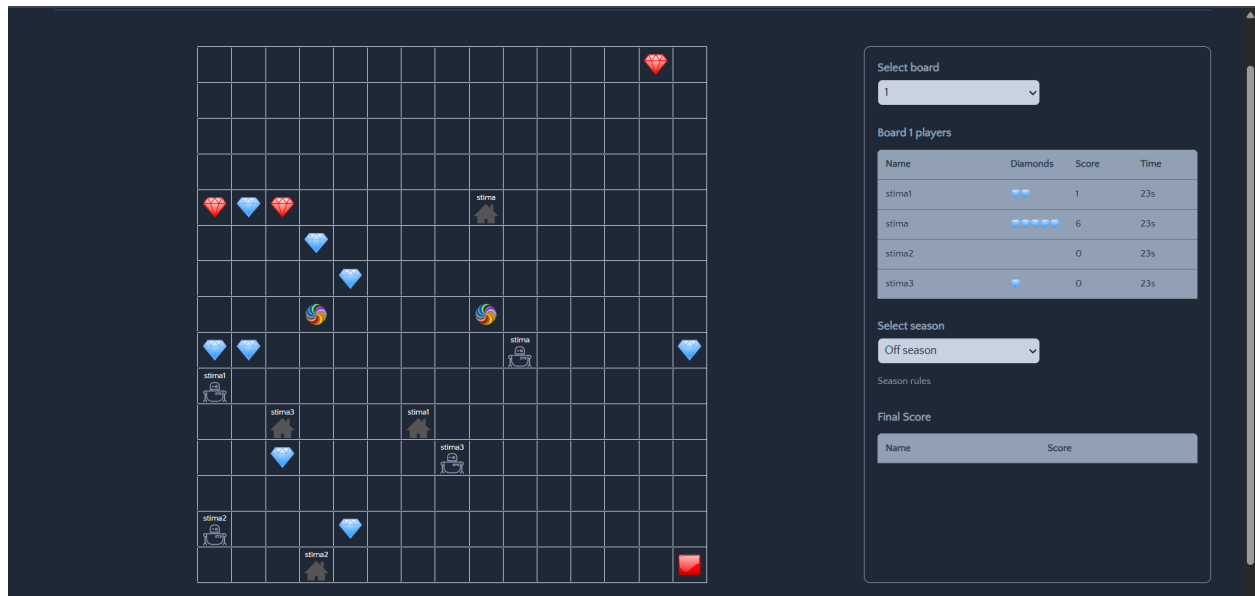 Select board
1
Board 1 players
Name Diamonds Score Time
stima1 1 23s
stima 6 23s
stima2 0 23s
stima3 0 23s
Select season
Off season
Season rules
Final Score
Name Score
stima
stima
stima1
stima3 stima1
stima3
stima2
stima2